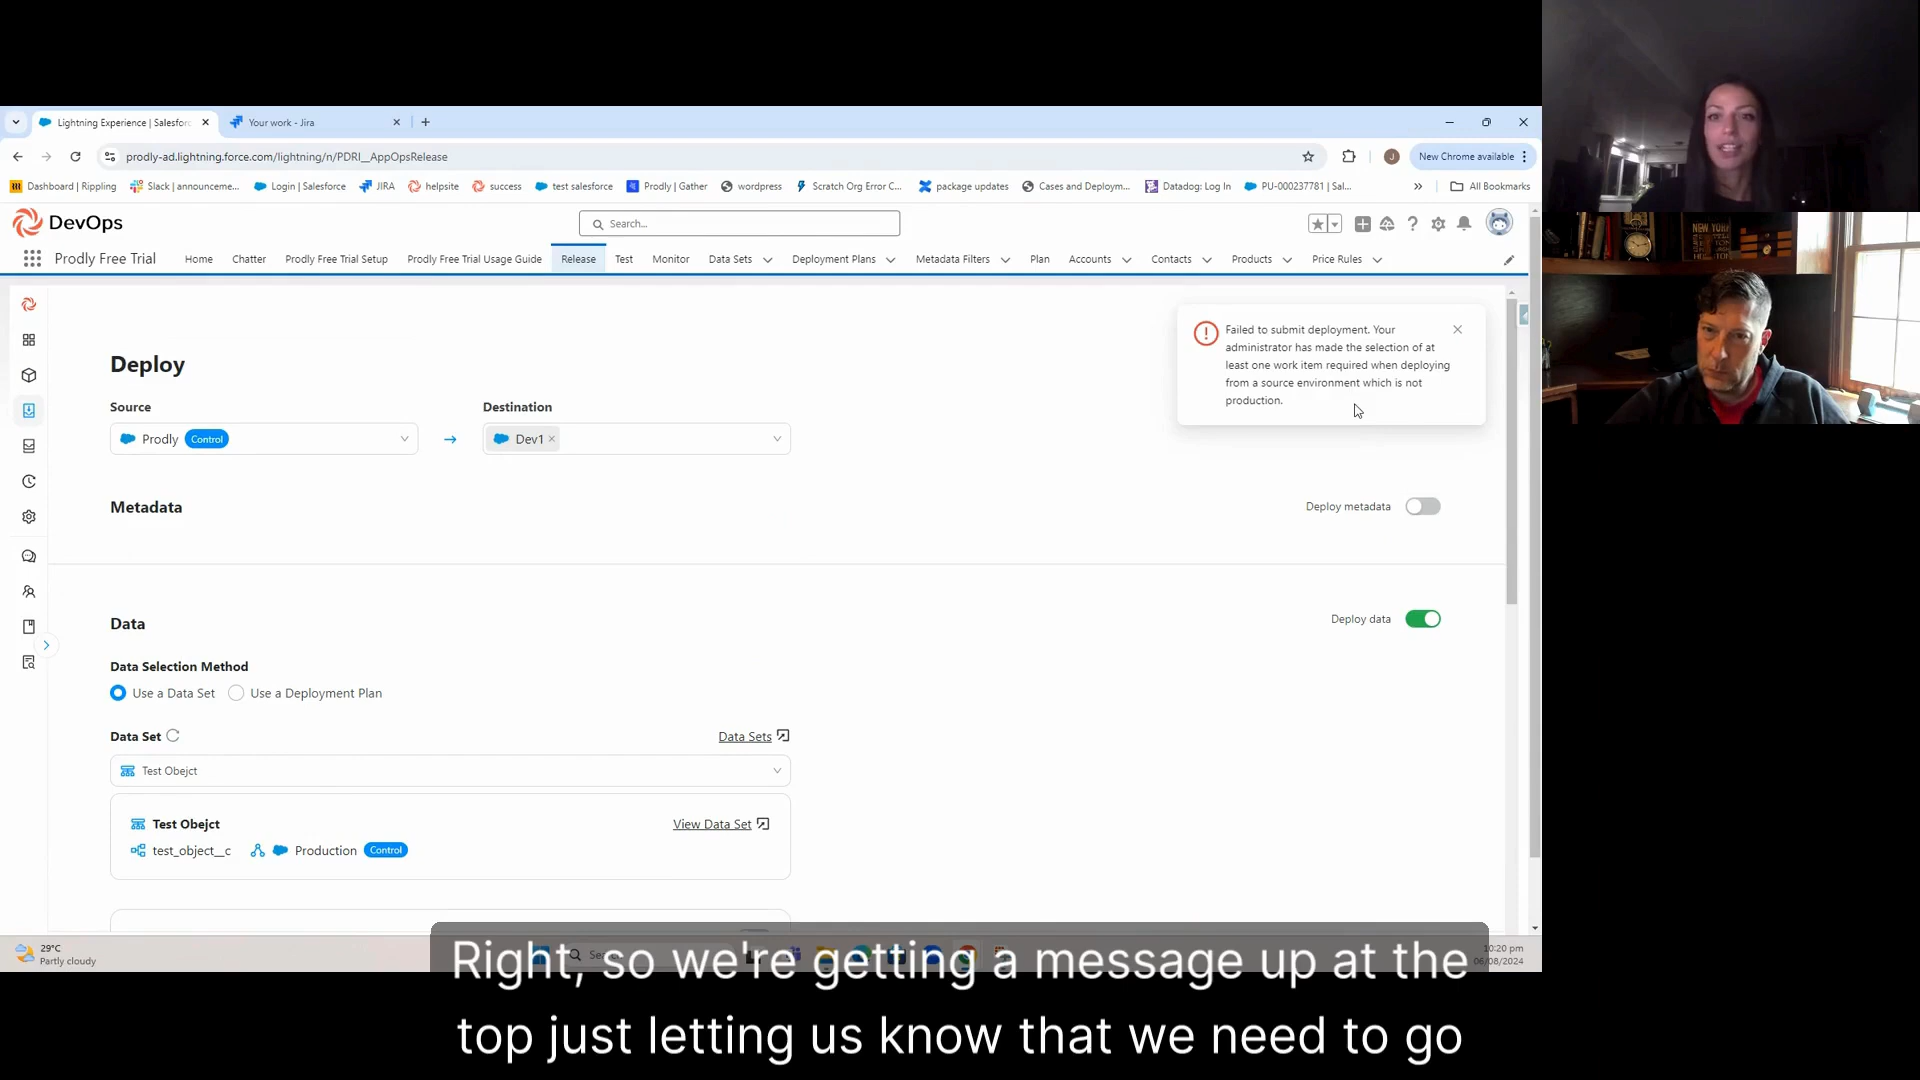 Lightning Experience | Salesforc
Your work - Jira
prodly-ad.lightning.force.com/lightning/n/PDRI__AppOpsRelease
J
New Chrome available
Dashboard | Rippling
Slack | announceme...
Login | Salesforce
JIRA
helpsite
success
test salesforce
Prodly | Gather
wordpress
Scratch Org Error C...
package updates
Cases and Deploym...
Datadog: Log In
PU-000237781 | Sal...
All Bookmarks
DevOps
Search...
Prodly Free Trial
Home
Chatter
Prodly Free Trial Setup
Prodly Free Trial Usage Guide
Release
Test
Monitor
Data Sets
Deployment Plans
Metadata Filters
Plan
Accounts
Contacts
Products
Price Rules
Failed to submit deployment. Your
administrator has made the selection of at
least one work item required when deploying
from a source environment which is not
production.
Deploy
Source
Destination
Prodly Control
Dev1
Metadata
Deploy metadata
Data
Deploy data
Data Selection Method
Use a Data Set
Use a Deployment Plan
Data Set
Data Sets
Test Obejct
Test Obejct
View Data Set
test_object__c
Production Control
29°C
Partly cloudy
10:20 pm
06/08/2024
Right, so we're getting a message up at the
top just letting us know that we need to go
NEW YORK